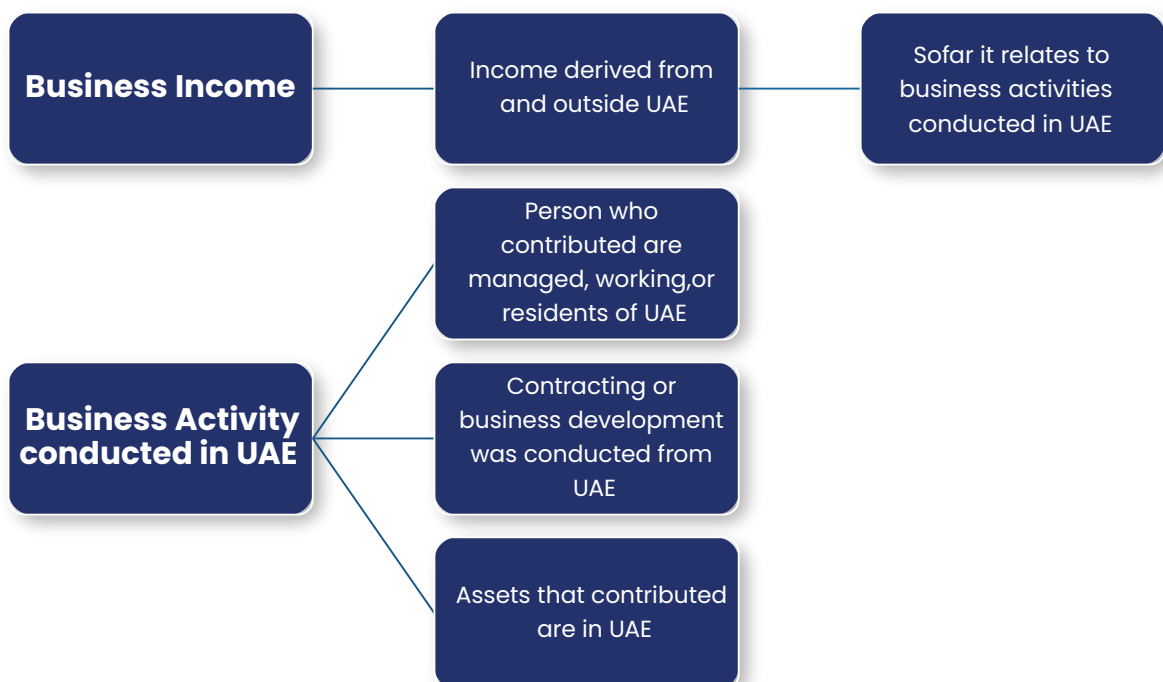 Business Income
Income derived from
and outside UAE
Sofar it relates to
business activities
conducted in UAE
Person who
contributed are
managed, working,or
residents of UAE
Business Activity
conducted in UAE
Contracting or
business development
was conducted from
UAE
Assets that contributed
are in UAE